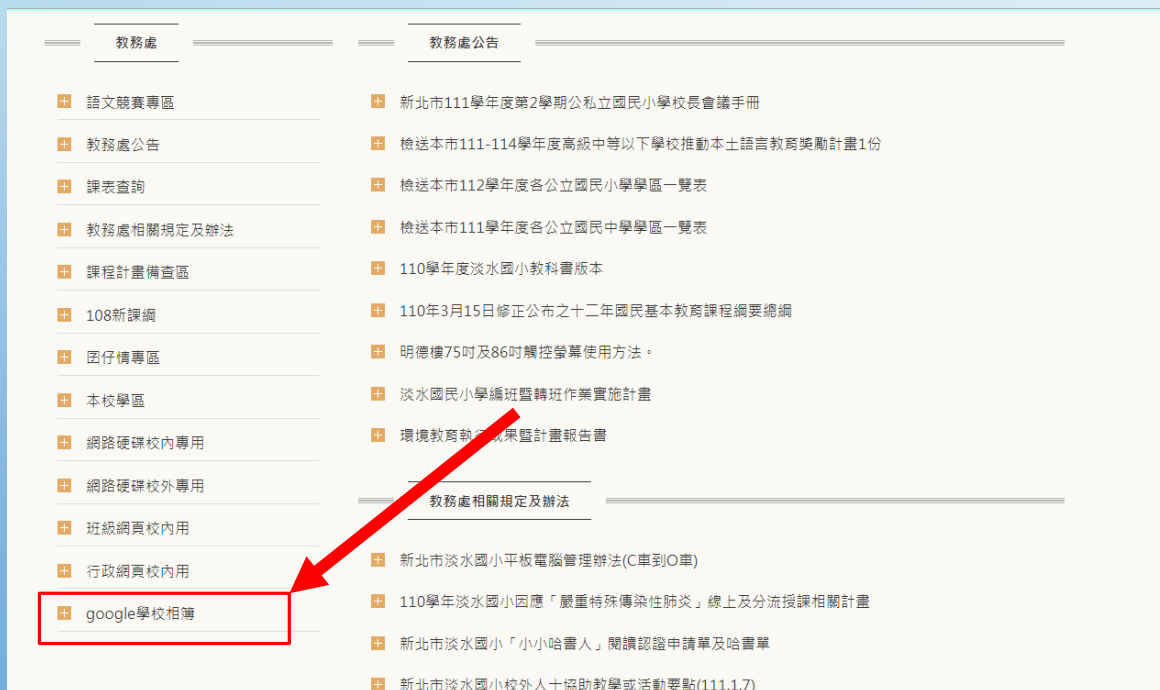 教務處
語文競賽專區
教務處公告
課表查詢
教務處相關規定及辦法
課程計畫備查區
108新課綱
囝仔情專區
本校學區
網路硬碟校內專用
網路硬碟校外專用
班級網頁校內用
行政網頁校內用
google學校相簿
教務處公告
新北市111學年度第2學期公私立國民小學校長會議手冊
檢送本市111-114學年度高級中等以下學校推動本土語言教育獎勵計畫1份
檢送本市112學年度各公立國民小學學區一覽表
檢送本市111學年度各公立國民中學學區一覽表
110學年度淡水國小教科書版本
110年3月15日修正公布之十二年國民基本教育課程綱要總綱
明德樓75吋及86吋觸控螢幕使用方法。
淡水國民小學編班暨轉班作業實施計畫
環境教育執行成果暨計畫報告書
教務處相關規定及辦法
新北市淡水國小平板電腦管理辦法(C車到O車)
110學年淡水國小因應「嚴重特殊傳染性肺炎」線上及分流授課相關計畫
新北市淡水國小「小小哈書人」閱讀認證申請單及哈書單
新北市淡水國小校外人士協助教學或活動要點(111.1.7)